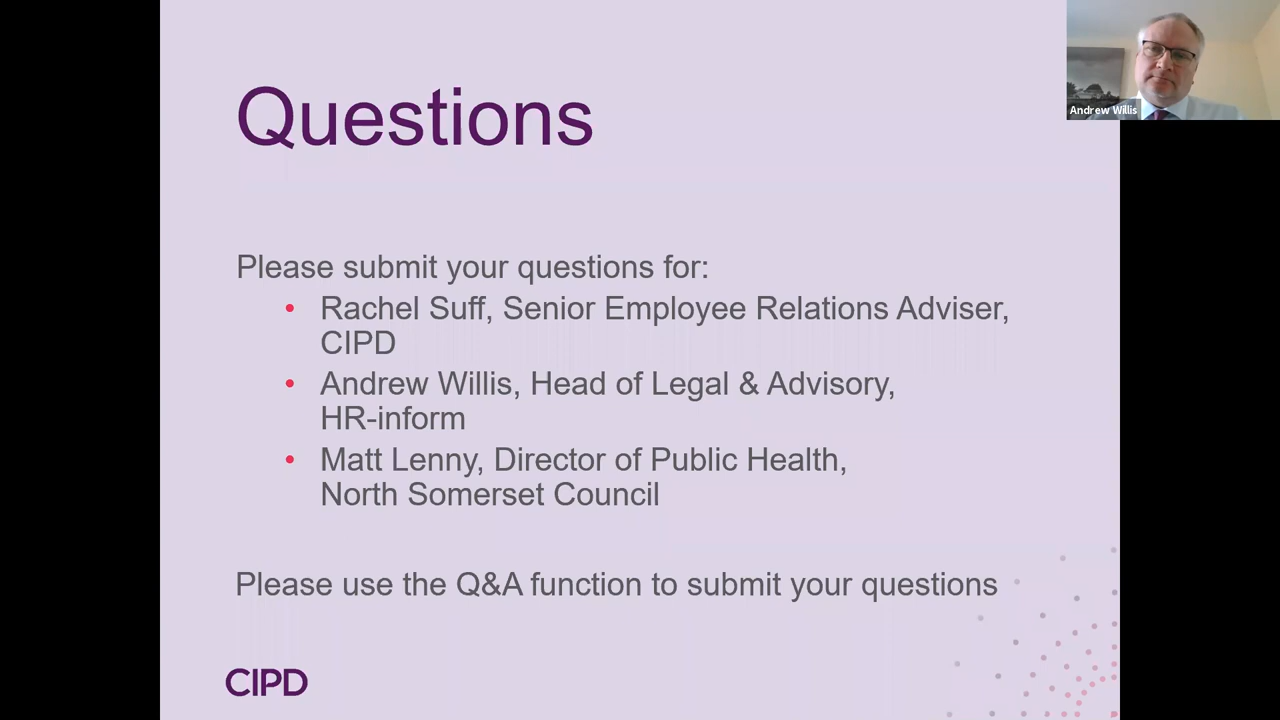 Questions
Andrew Willis
Please submit your questions for:
• Rachel Suff, Senior Employee Relations Adviser,
CIPD
• Andrew Willis, Head of Legal & Advisory,
HR-inform
• Matt Lenny, Director of Public Health,
North Somerset Council
Please use the Q&A function to submit your questions
CIPD